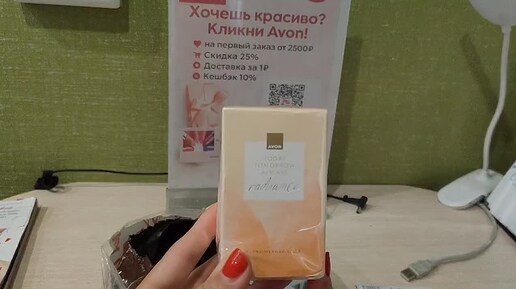 Хочешь красиво?
Кликни Avon!
на первый заказ от 2500₽
Скидка 25%
Доставка за 1₽
Кешбэк 10%
AVON
radiance